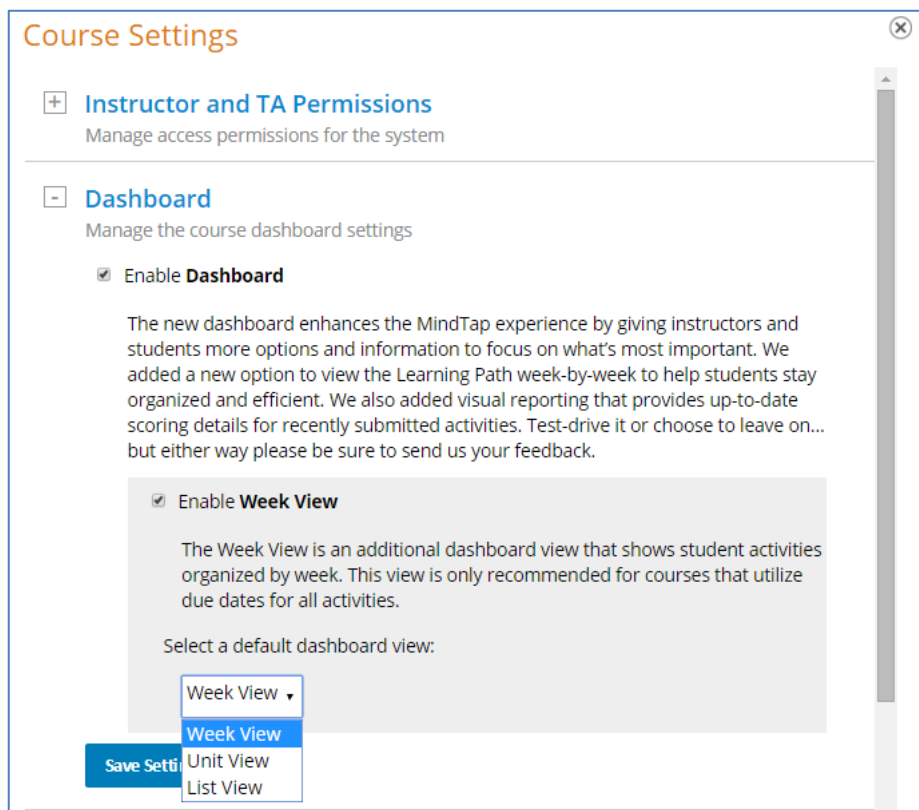 Course Settings
Instructor and TA Permissions
Manage access permissions for the system
Dashboard
Manage the course dashboard settings
Enable Dashboard
The new dashboard enhances the MindTap experience by giving instructors and
students more options and information to focus on what's most important. We
added a new option to view the Learning Path week-by-week to help students stay
organized and efficient. We also added visual reporting that provides up-to-date
scoring details for recently submitted activities. Test-drive it or choose to leave on...
but either way please be sure to send us your feedback.
Enable Week View
The Week View is an additional dashboard view that shows student activities
organized by week. This view is only recommended for courses that utilize
due dates for all activities.
Select a default dashboard view:
Week View
Week View
Unit View
Save
List View